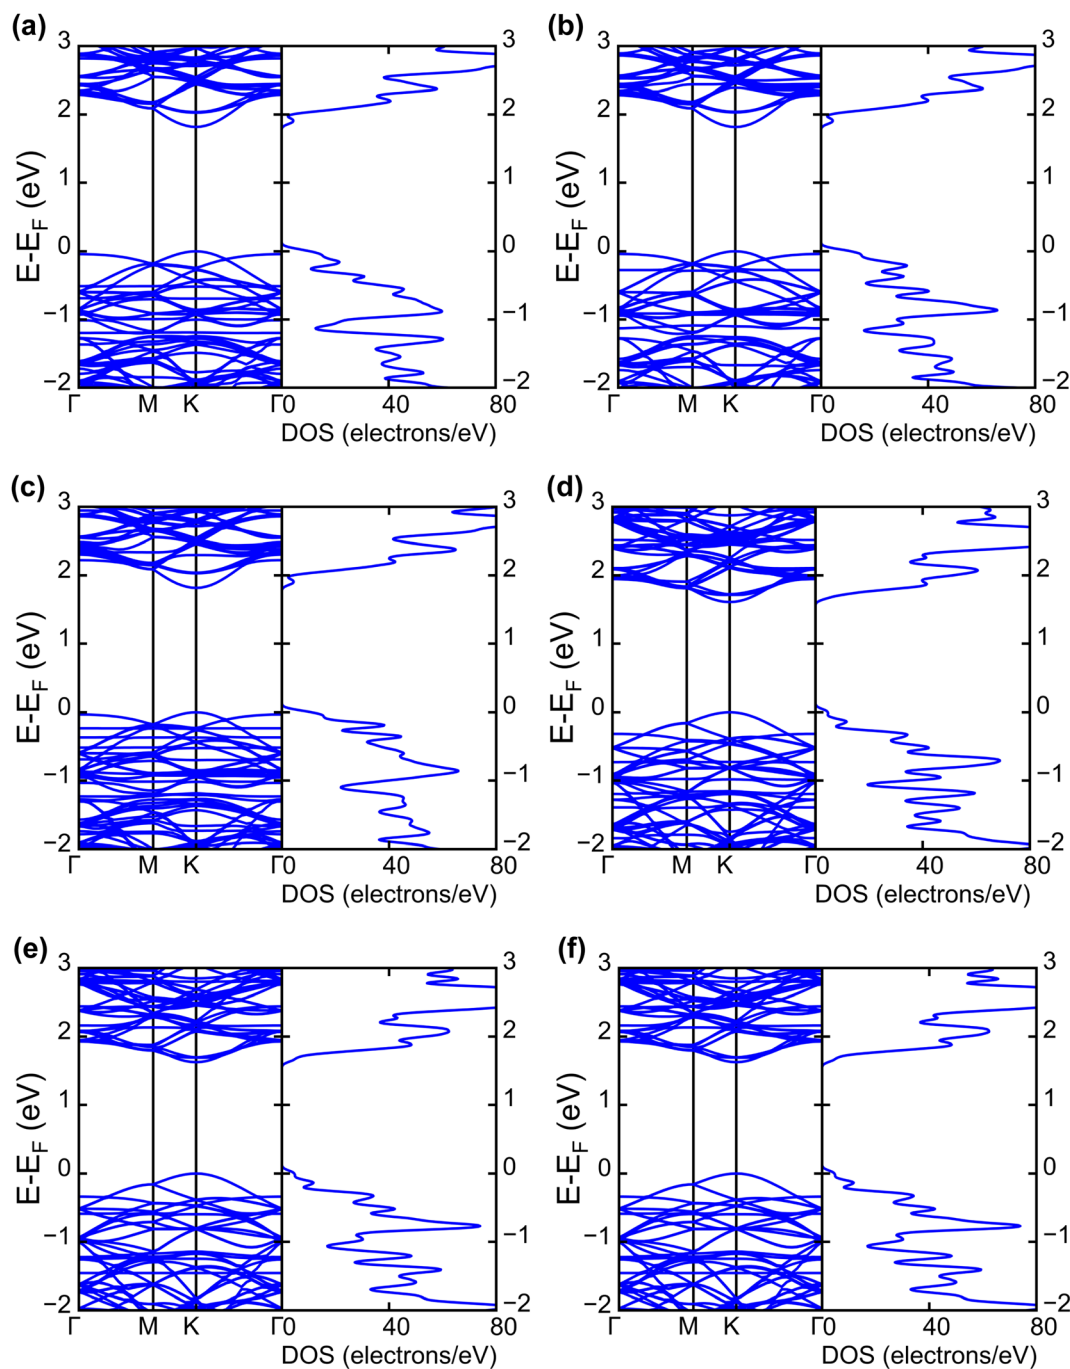 (a) (b)
3 3 3 3
2 2 2 2
1 1 1 1
0 0 0 0
−1 −1 −1 −1
−2 −2 −2 −2
E-E_F (eV) E-E_F (eV)
Γ M K Γ0 40 80 Γ M K Γ0 40 80
DOS (electrons/eV) DOS (electrons/eV)
(c) (d)
3 3 3 3
2 2 2 2
1 1 1 1
0 0 0 0
−1 −1 −1 −1
−2 −2 −2 −2
E-E_F (eV) E-E_F (eV)
Γ M K Γ0 40 80 Γ M K Γ0 40 80
DOS (electrons/eV) DOS (electrons/eV)
(e) (f)
3 3 3 3
2 2 2 2
1 1 1 1
0 0 0 0
−1 −1 −1 −1
−2 −2 −2 −2
E-E_F (eV) E-E_F (eV)
Γ M K Γ0 40 80 Γ M K Γ0 40 80
DOS (electrons/eV) DOS (electrons/eV)